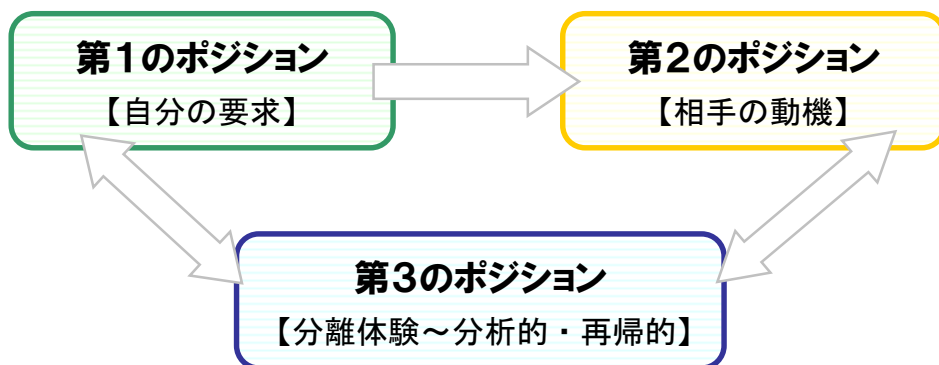 第１のポジション
【自分の要求】
第２のポジション
【相手の動機】
第３のポジション
【分離体験～分析的・再帰的】